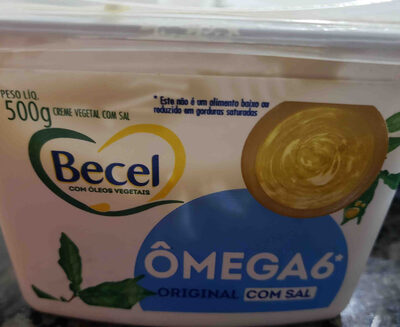 PESO LÍQ.
500g CREME VEGETAL COM SAL
* Este não é um alimento baixo ou
reduzido em gorduras saturadas
Becel
COM ÓLEOS VEGETAIS
ÔMEGA6*
ORIGINAL COM SAL